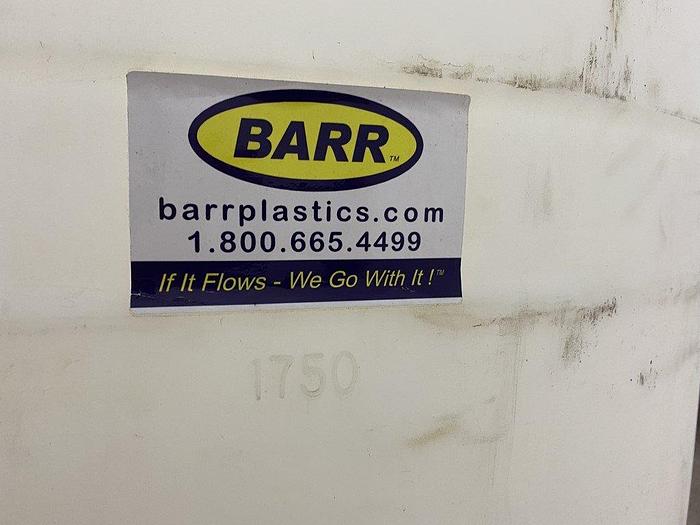 BARR™
barrplastics.com
1.800.665.4499
If It Flows - We Go With It !™
1750